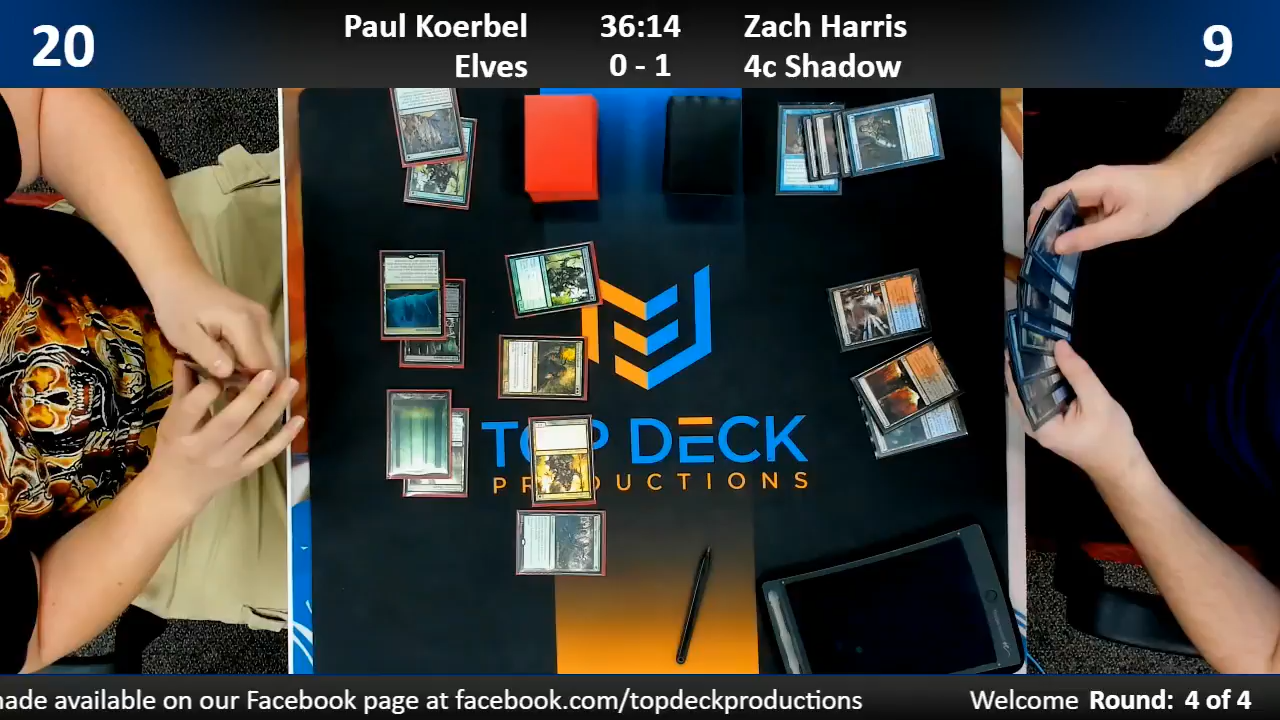 20
Paul Koerbel
Elves
36:14
0 - 1
Zach Harris
4c Shadow
9
TOP DECK
PRODUCTIONS
made available on our Facebook page at facebook.com/topdeckproductions
Welcome Round: 4 of 4